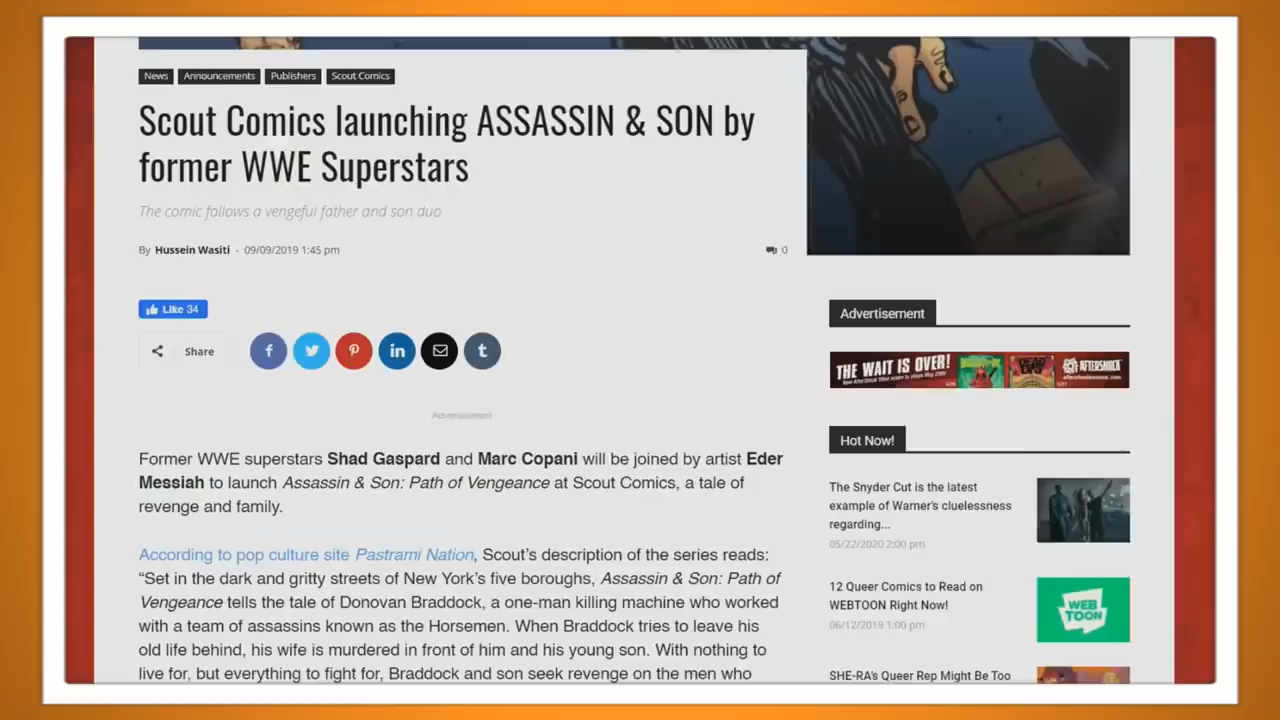 News Announcements Publishers Scout Comics
Scout Comics launching ASSASSIN & SON by
former WWE Superstars
The comic follows a vengeful father and son duo
By Hussein Wasiti - 09/09/2019 1:45 pm
0
Like 34
Share
Advertisement
Former WWE superstars Shad Gaspard and Marc Copani will be joined by artist Eder
Messiah to launch Assassin & Son: Path of Vengeance at Scout Comics, a tale of
revenge and family.
According to pop culture site Pastrami Nation, Scout's description of the series reads:
“Set in the dark and gritty streets of New York's five boroughs, Assassin & Son: Path of
Vengeance tells the tale of Donovan Braddock, a one-man killing machine who worked
with a team of assassins known as the Horsemen. When Braddock tries to leave his
old life behind, his wife is murdered in front of him and his young son. With nothing to
live for, but everything to fight for, Braddock and son seek revenge on the men who
Advertisement
THE WAIT IS OVER!
AFTERSHOCK
Hot Now!
The Snyder Cut is the latest
example of Warner's cluelessness
regarding...
05/22/2020 2:00 pm
12 Queer Comics to Read on
WEBTOON Right Now!
06/12/2019 1:00 pm
WEB
TOON
SHE-RA's Queer Rep Might Be Too